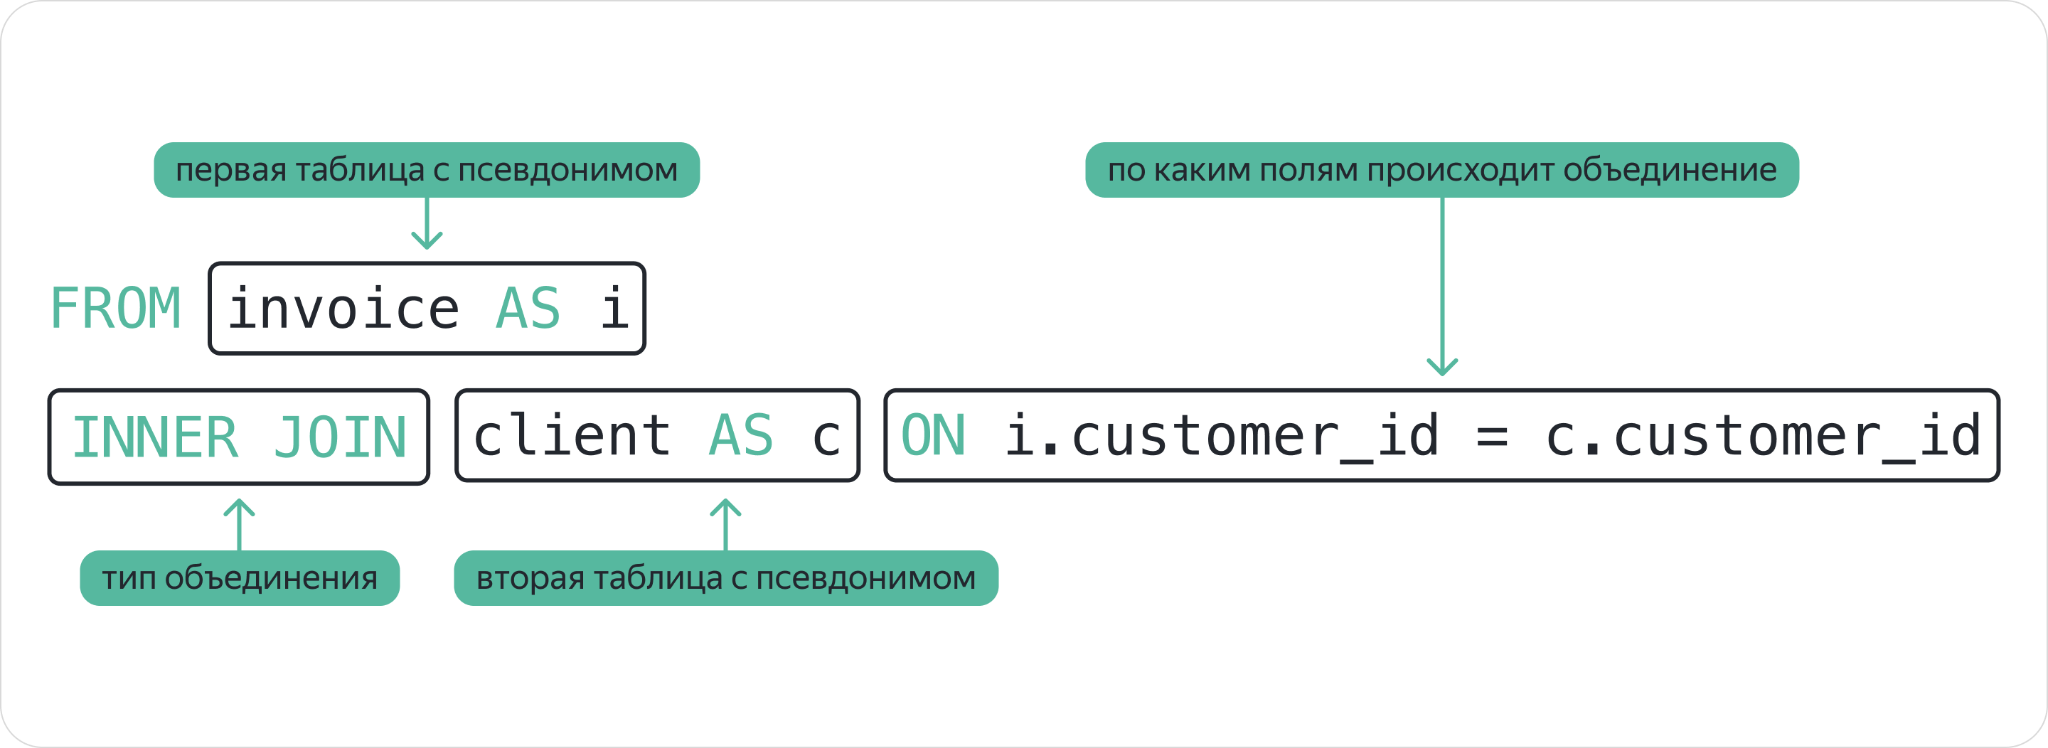 первая таблица с псевдонимом
по каким полям происходит объединение
FROM invoice AS i
INNER JOIN client AS c ON i.customer_id = c.customer_id
тип объединения
вторая таблица с псевдонимом